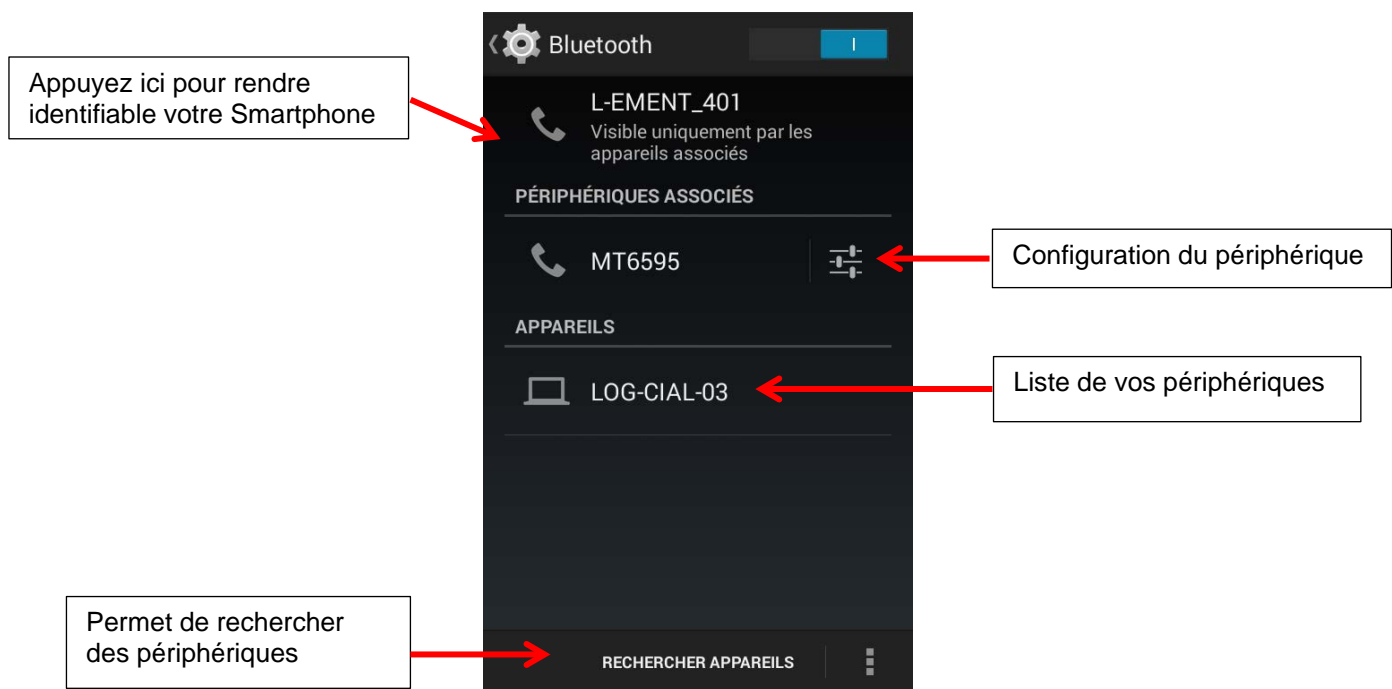 Bluetooth
Appuyez ici pour rendre
identifiable votre Smartphone
L-EMENT_401
Visible uniquement par les
appareils associés
PÉRIPHÉRIQUES ASSOCIÉS
MT6595
Configuration du périphérique
APPAREILS
LOG-CIAL-03
Liste de vos périphériques
Permet de rechercher
des périphériques
RECHERCHER APPAREILS